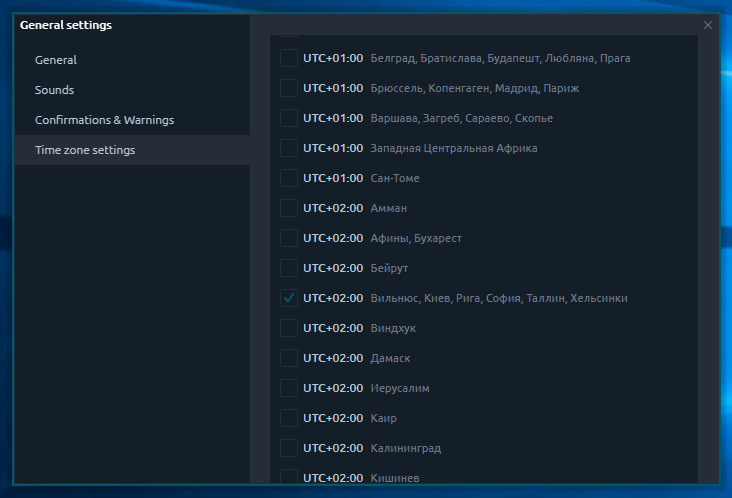 General settings
General
Sounds
Confirmations & Warnings
Time zone settings
UTC+01:00 Белград, Братислава, Будапешт, Любляна, Прага
UTC+01:00 Брюссель, Копенгаген, Мадрид, Париж
UTC+01:00 Варшава, Загреб, Сараево, Скопье
UTC+01:00 Западная Центральная Африка
UTC+01:00 Сан-Томе
UTC+02:00 Амман
UTC+02:00 Афины, Бухарест
UTC+02:00 Бейрут
UTC+02:00 Вильнюс, Киев, Рига, София, Таллин, Хельсинки
UTC+02:00 Виндхук
UTC+02:00 Дамаск
UTC+02:00 Иерусалим
UTC+02:00 Каир
UTC+02:00 Калининград
UTC+02:00 Кишинев